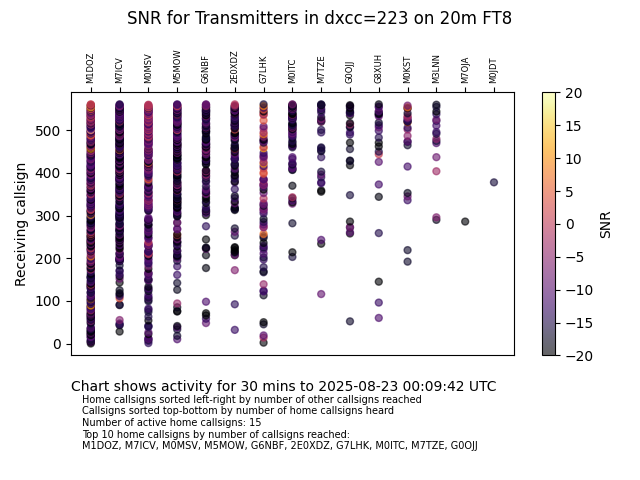 SNR for Transmitters in dxcc=223 on 20m FT8
M1DOZ M7ICV M0MSV M5MOW G6NBF 2E0XDZ G7LHK M0ITC M7TZE G0OJJ G8XUH M0KST M3LNN M7OJA M0JDT
Receiving callsign
500
400
300
200
100
0
20
15
10
5
0
−5
−10
−15
−20
SNR
Chart shows activity for 30 mins to 2025-08-23 00:09:42 UTC
Home callsigns sorted left-right by number of other callsigns reached
Callsigns sorted top-bottom by number of home callsigns heard
Number of active home callsigns: 15
Top 10 home callsigns by number of callsigns reached:
M1DOZ, M7ICV, M0MSV, M5MOW, G6NBF, 2E0XDZ, G7LHK, M0ITC, M7TZE, G0OJJ